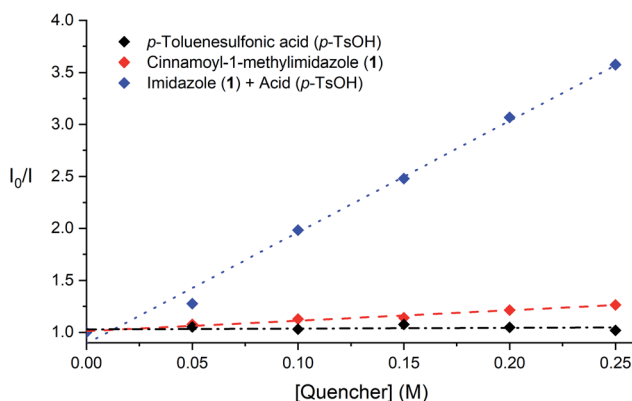 p-Toluenesulfonic acid (p-TsOH)
Cinnamoyl-1-methylimidazole (1)
Imidazole (1) + Acid (p-TsOH)
4.0
3.5
3.0
2.5
2.0
1.5
1.0
I₀/I
0.00
0.05
0.10
0.15
0.20
0.25
[Quencher] (M)